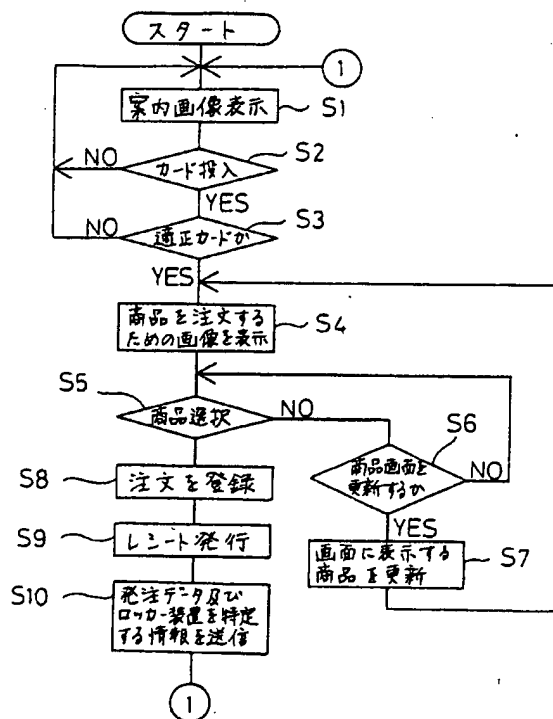 スタート
1
案内画像表示
S1
カード投入
S2
NO
YES
適正カードか
S3
NO
YES
商品を注文する
ための画像を表示
S4
S5
商品選択
NO
S6
商品画面を
更新するか
NO
YES
S8
注文を登録
画面に表示する
商品を更新
S7
S9
レシート発行
S10
発注データ及び
ロッカー装置を特定
する情報を送信
1